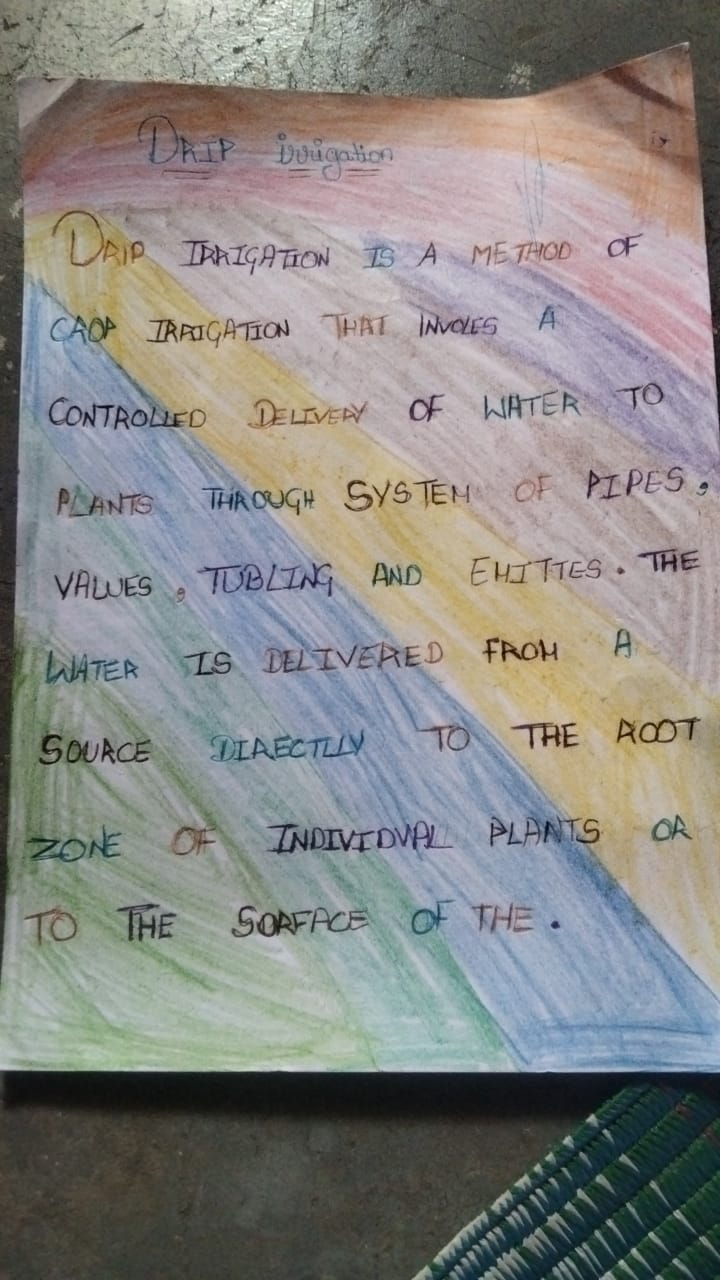 DRIP irrigation
DRIP IRRIGATION IS A METHOD OF
CROP IRRIGATION THAT INVOLES A
CONTROLLED DELIVERY OF WATER TO
PLANTS THROUGH SYSTEM OF PIPES,
VALUES, TUBLING AND EMITTES. THE
WATER IS DELIVERED FROM A
SOURCE DIRECTLLY TO THE ROOT
ZONE OF INDIVIDVAL PLANTS OR
TO THE SORFACE OF THE.